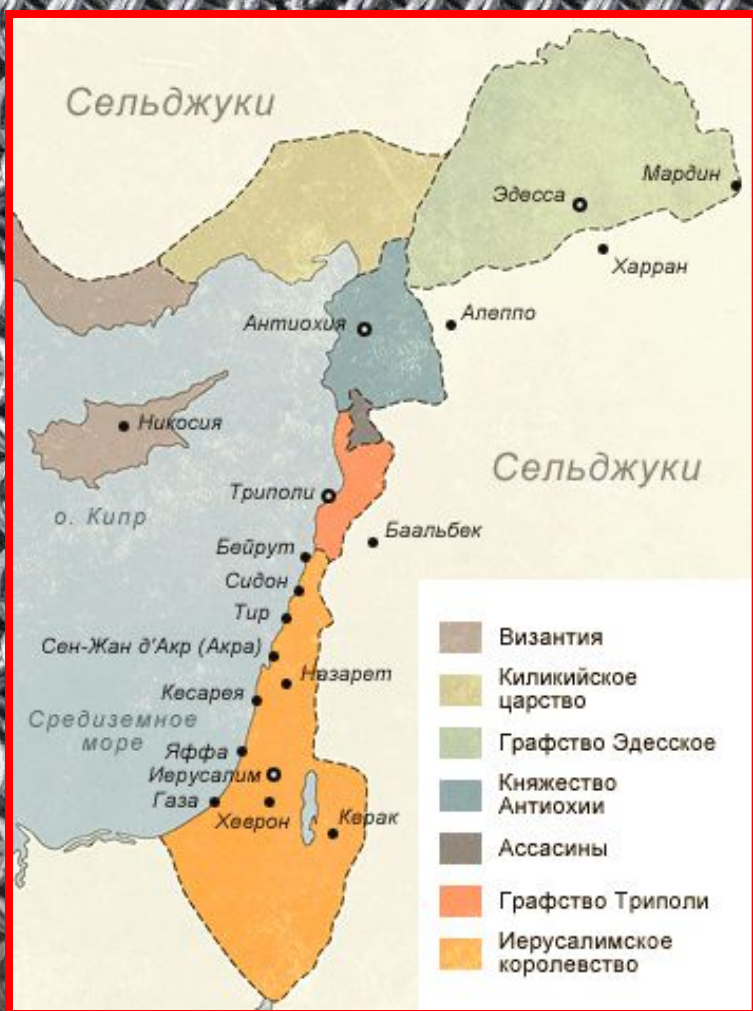 Сельджуки
Мардин
Эдесса
Харран
Антиохия
Алеппо
Никосия
Сельджуки
Триполи
о. Кипр
Баальбек
Бейрут
Сидон
Тир
Сен-Жан д'Акр (Акра)
Назарет
Кесарея
Средиземное
море
Яффа
Иерусалим
Газа
Хеврон
Керак
Византия
Киликийское
царство
Графство Эдесское
Княжество
Антиохии
Ассасины
Графство Триполи
Иерусалимское
королевство